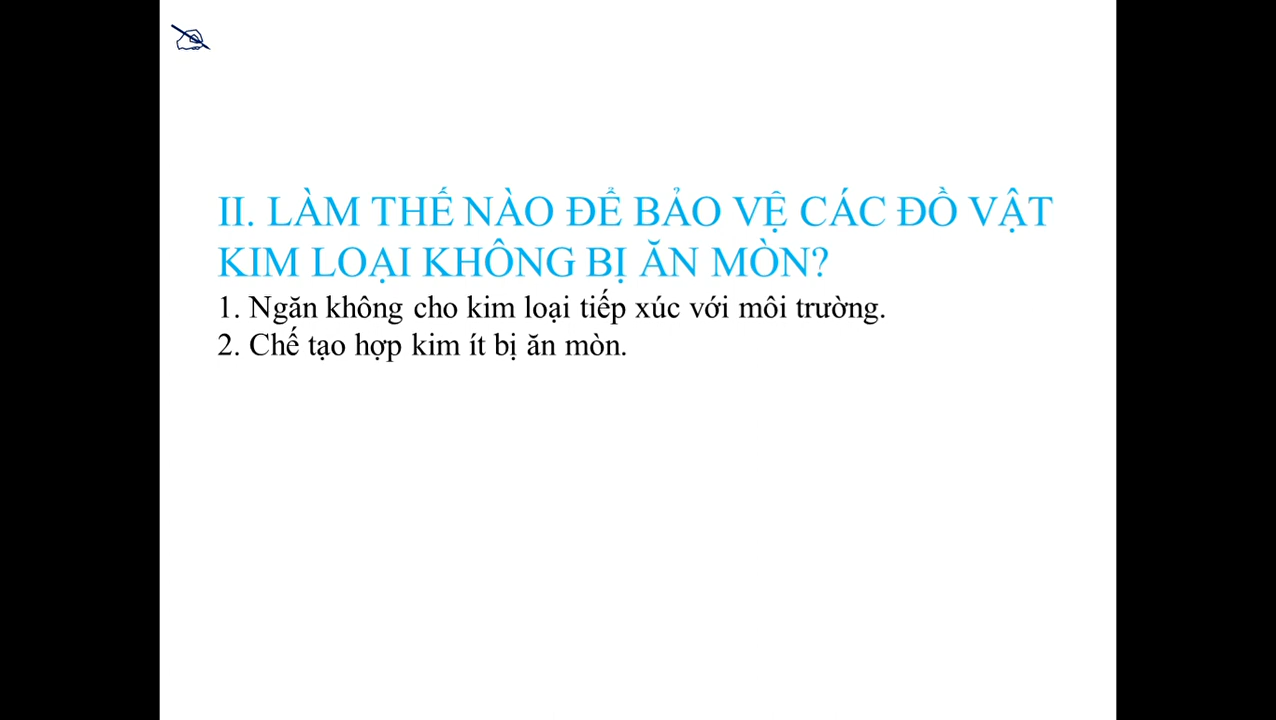 II. LÀM THẾ NÀO ĐỂ BẢO VỆ CÁC ĐỒ VẬT
KIM LOẠI KHÔNG BỊ ĂN MÒN?
1. Ngăn không cho kim loại tiếp xúc với môi trường.
2. Chế tạo hợp kim ít bị ăn mòn.